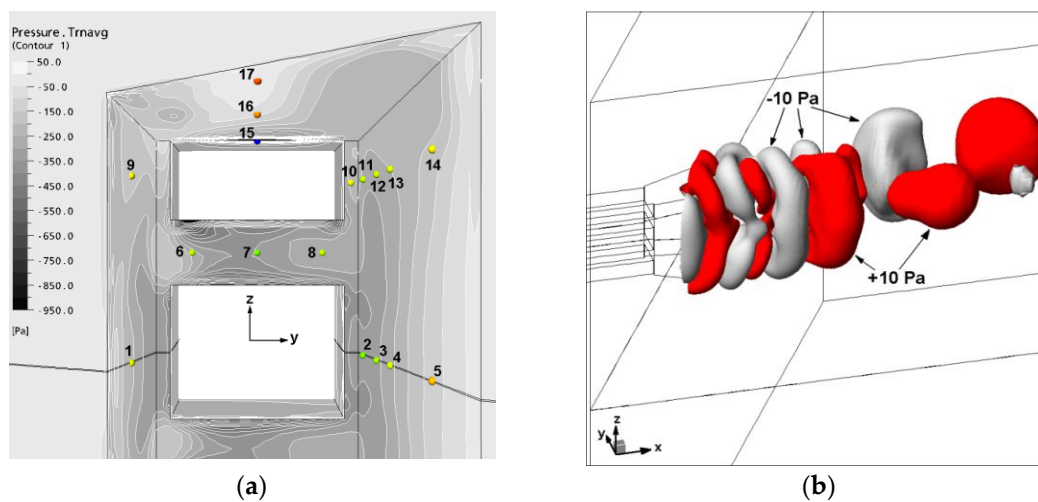 Pressure.Trnavg
(Contour 1)
50.0
-50.0
-150.0
-250.0
-350.0
-450.0
-550.0
-650.0
-750.0
-850.0
-950.0
[Pa]
17
16
15
9
10
11
12
13
14
6
7
8
z
y
1
2
3
4
5
(a)
-10 Pa
+10 Pa
z
y
x
(b)